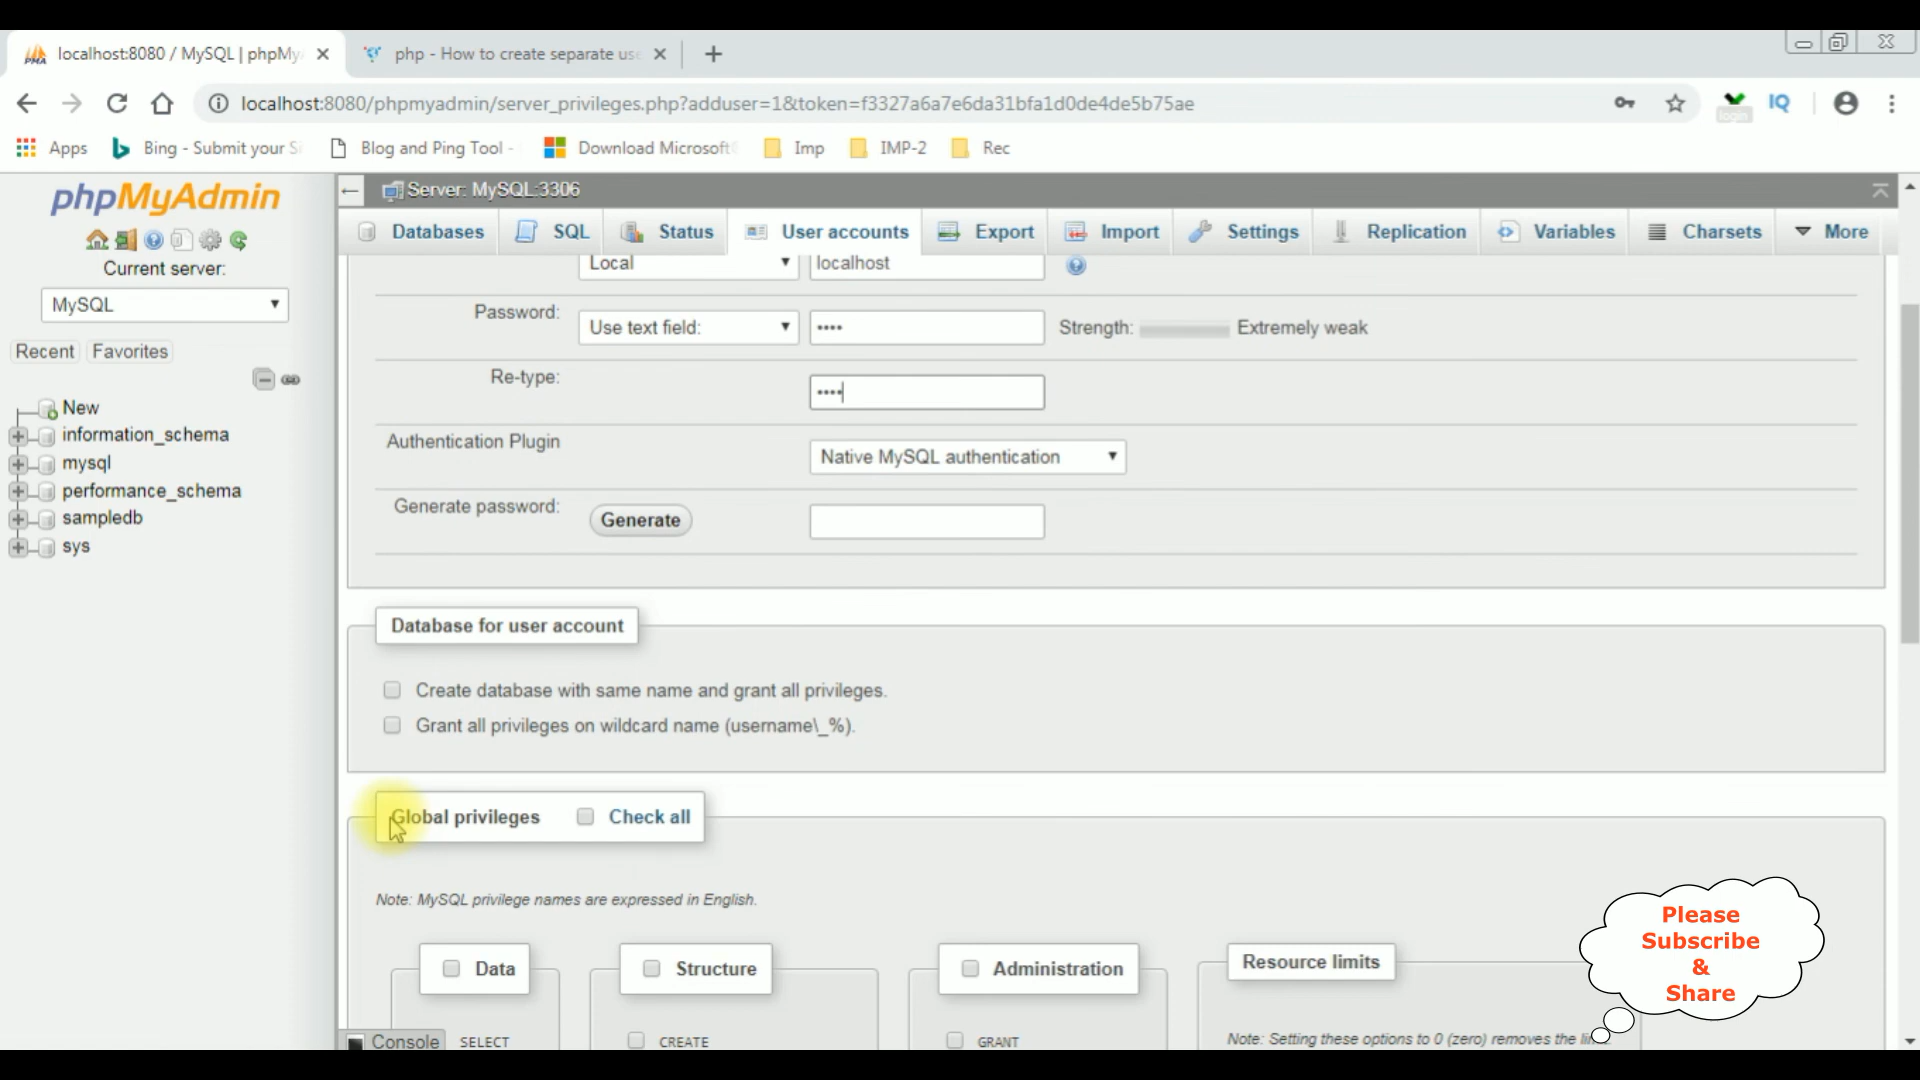 localhost:8080 / MySQL | phpMy
php - How to create separate us
localhost:8080/phpmyadmin/server_privileges.php?adduser=1&token=f3327a6a7e6da31bfa1d0de4de5b75ae
login
IQ
Apps
Bing - Submit your Si
Blog and Ping Tool -
Download Microsoft
Imp
IMP-2
Rec
phpMyAdmin
Current server:
MySQL
Recent
Favorites
New
information_schema
mysql
performance_schema
sampledb
sys
Server: MySQL:3306
Databases
SQL
Status
User accounts
Export
Import
Settings
Replication
Variables
Charsets
More
Local
localhost
Password:
Use text field:
••••
Strength:
Extremely weak
Re-type:
••••
Authentication Plugin
Native MySQL authentication
Generate password:
Generate
Database for user account
Create database with same name and grant all privileges.
Grant all privileges on wildcard name (username\_%).
Global privileges
Check all
Note: MySQL privilege names are expressed in English.
Data
Structure
Administration
Resource limits
SELECT
CREATE
GRANT
Note: Setting these options to 0 (zero) removes the
Console
Please
Subscribe
&
Share